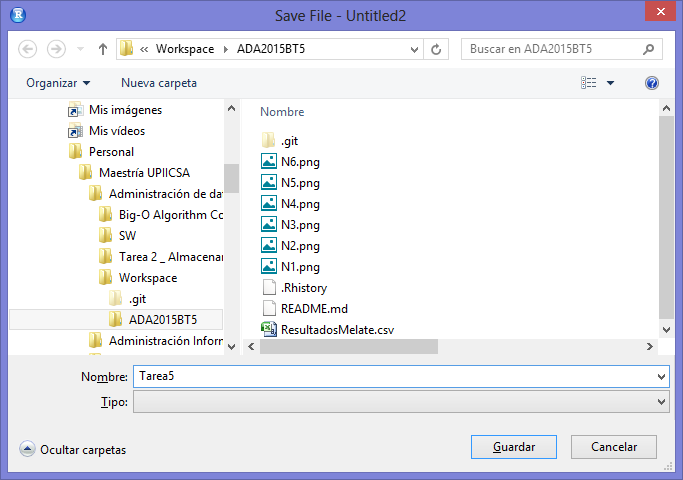 R
Save File - Untitled2
«
Workspace
ADA2015BT5
Buscar en ADA2015BT5
Organizar
Nueva carpeta
?
Mis imágenes
Mis vídeos
Personal
Maestría UPIICSA
Administración de da
Big-O Algorithm Co
SW
Tarea 2 _ Almacenar
Workspace
.git
ADA2015BT5
Administración Inforr
Nombre
.git
N6.png
N5.png
N4.png
N3.png
N2.png
N1.png
.Rhistory
README.md
ResultadosMelate.csv
Nombre:
Tarea5
Tipo:
Ocultar carpetas
Guardar
Cancelar